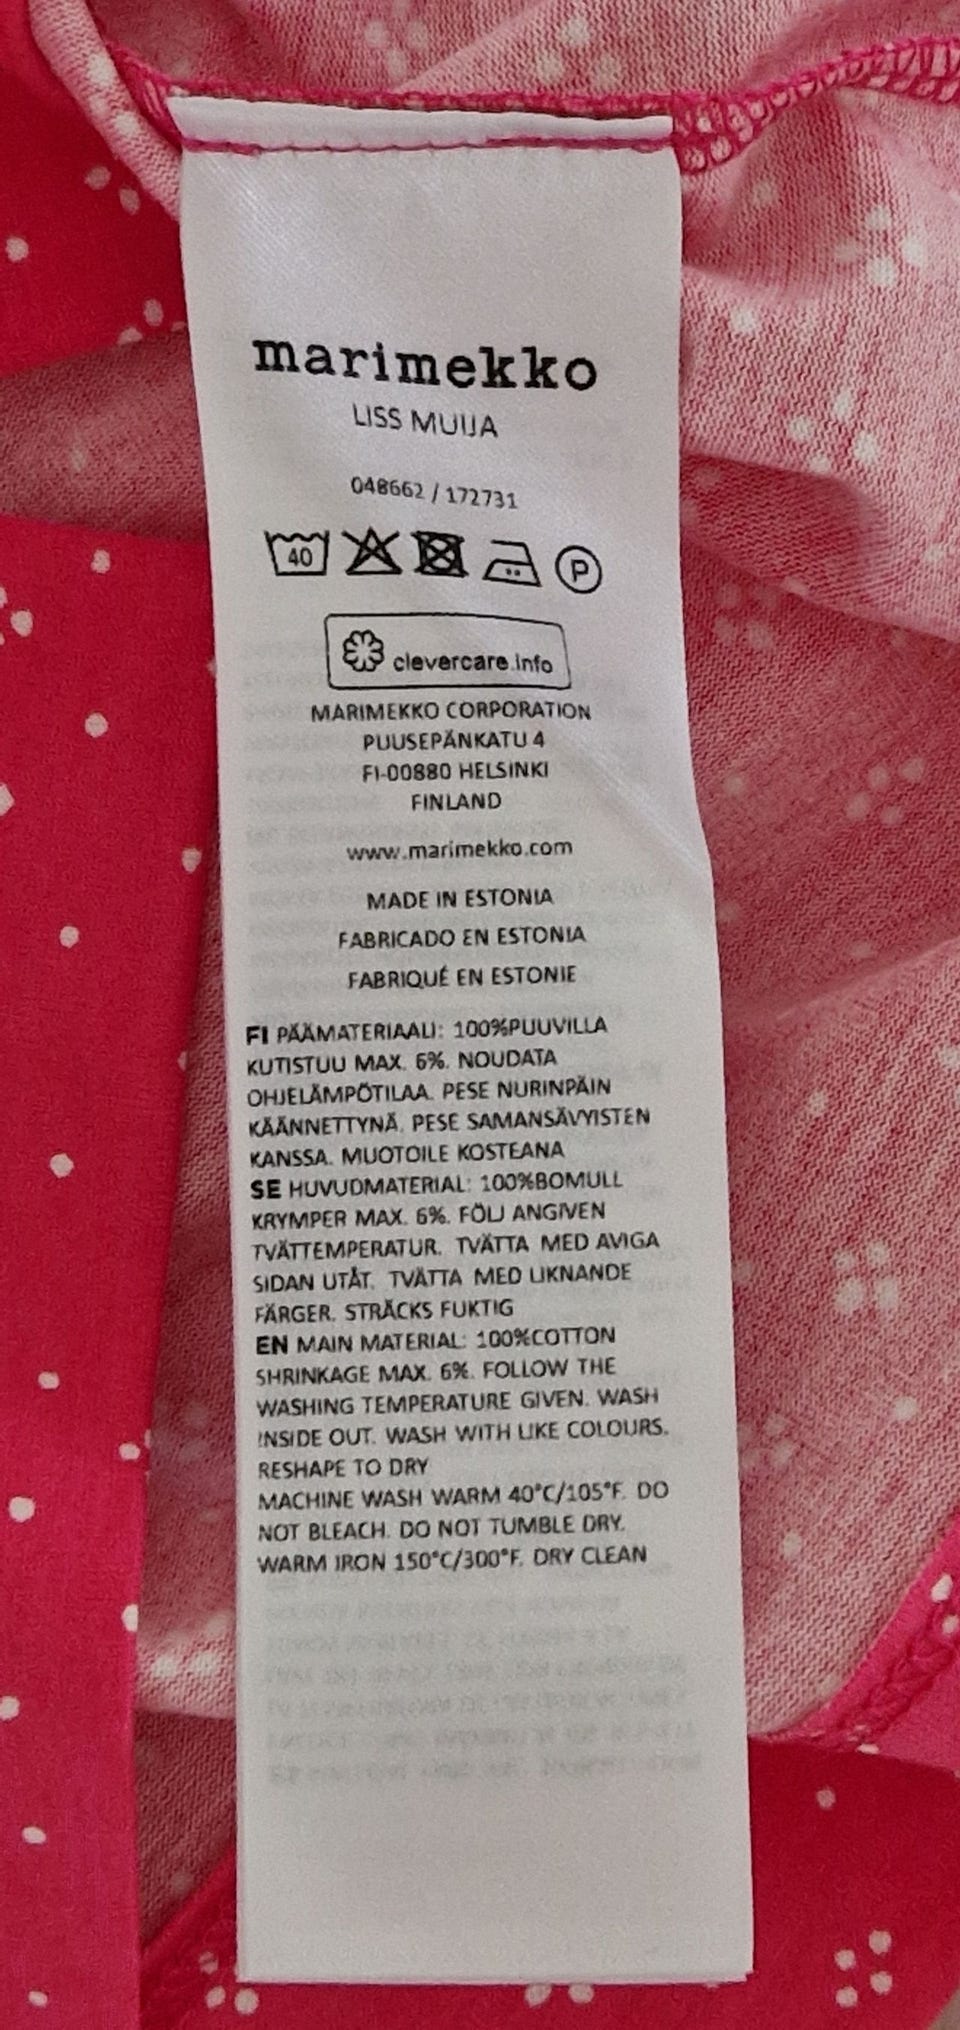 marimekko
LISS MUIJA
048662 / 172731
40 P
clevercare.info
MARIMEKKO CORPORATION
PUUSEPÄNKATU 4
FI-00880 HELSINKI
FINLAND
www.marimekko.com
MADE IN ESTONIA
FABRICADO EN ESTONIA
FABRIQUÉ EN ESTONIE
FI PÄÄMATERIAALI: 100%PUUVILLA
KUTISTUU MAX. 6%. NOUDATA
OHJELÄMPÖTILAA. PESE NURINPÄIN
KÄÄNNETTYNÄ. PESE SAMANSÄVYISTEN
KANSSA. MUOTOILE KOSTEANA
SE HUVUDMATERIAL: 100%BOMULL
KRYMPER MAX. 6%. FÖLJ ANGIVEN
TVÄTTEMPERATUR. TVÄTTA MED AVIGA
SIDAN UTÅT. TVÄTTA MED LIKNANDE
FÄRGER. STRÄCKS FUKTIG
EN MAIN MATERIAL: 100%COTTON
SHRINKAGE MAX. 6%. FOLLOW THE
WASHING TEMPERATURE GIVEN. WASH
INSIDE OUT. WASH WITH LIKE COLOURS.
RESHAPE TO DRY
MACHINE WASH WARM 40°C/105°F. DO
NOT BLEACH. DO NOT TUMBLE DRY.
WARM IRON 150°C/300°F. DRY CLEAN